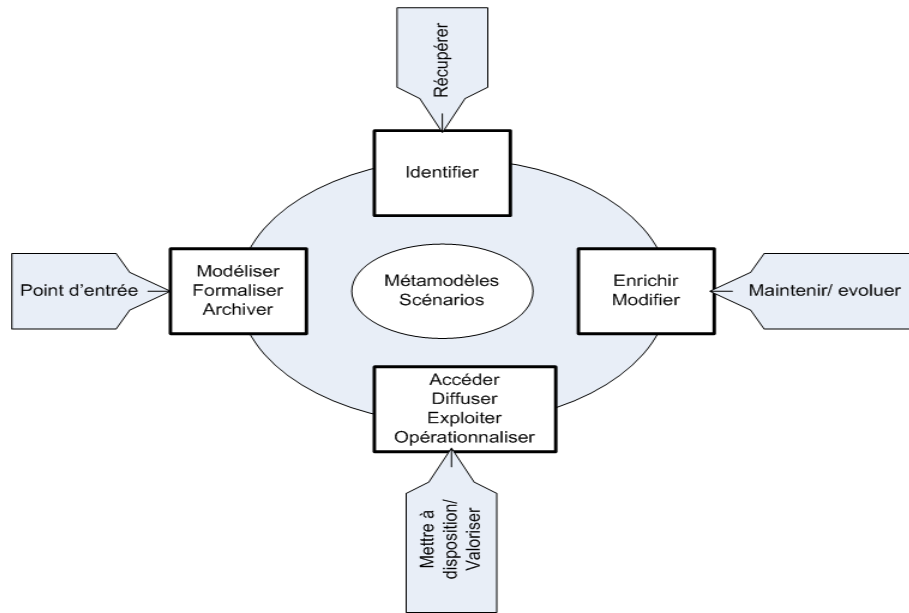 Récupérer
Identifier
Point d'entrée
Modéliser
Formaliser
Archiver
Métamodèles
Scénarios
Enrichir
Modifier
Maintenir/ evoluer
Accéder
Diffuser
Exploiter
Opérationnaliser
Mettre à
disposition/
Valoriser